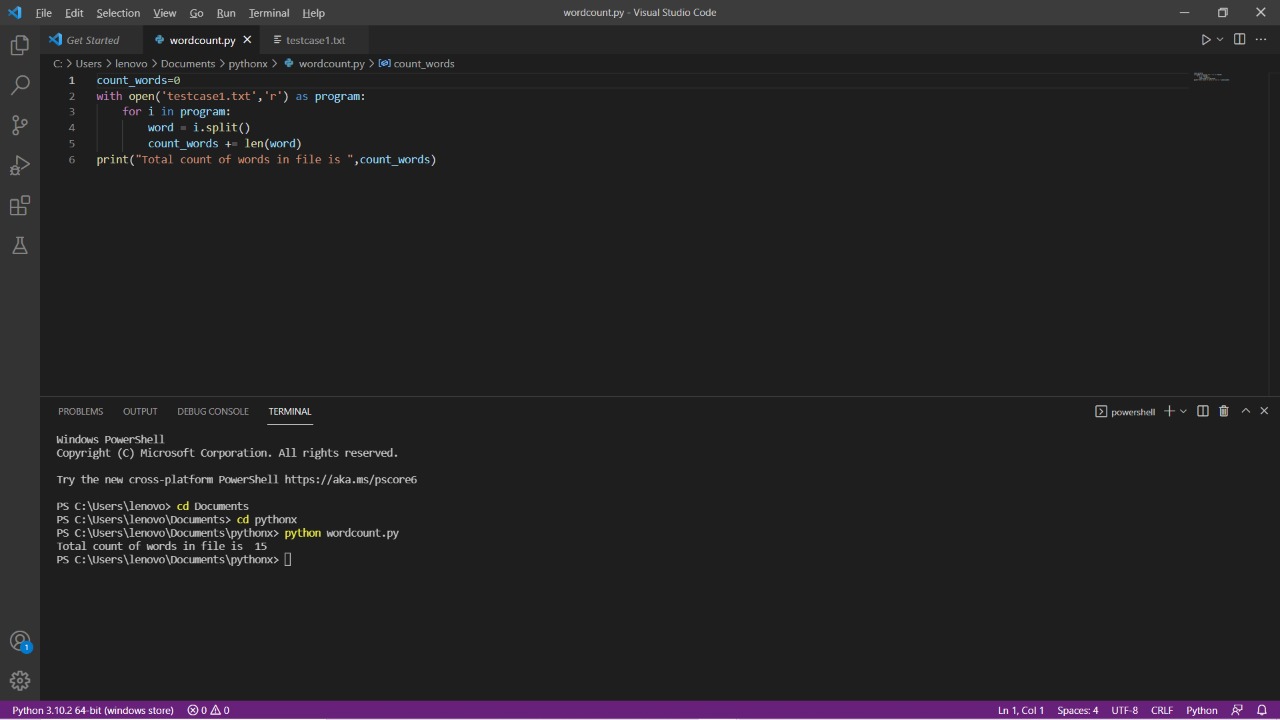 File Edit Selection View Go Run Terminal Help wordcount.py - Visual Studio Code
Get Started wordcount.py testcase1.txt
C: > Users > lenovo > Documents > pythonx > wordcount.py > count_words
1 count_words=0
2 with open('testcase1.txt','r') as program:
3 for i in program:
4 word = i.split()
5 count_words += len(word)
6 print("Total count of words in file is ",count_words)
PROBLEMS OUTPUT DEBUG CONSOLE TERMINAL powershell
Windows PowerShell
Copyright (C) Microsoft Corporation. All rights reserved.
Try the new cross-platform PowerShell https://aka.ms/pscore6
PS C:\Users\lenovo> cd Documents
PS C:\Users\lenovo\Documents> cd pythonx
PS C:\Users\lenovo\Documents\pythonx> python wordcount.py
Total count of words in file is  15
PS C:\Users\lenovo\Documents\pythonx>
1
Python 3.10.2 64-bit (windows store) 0 0 Ln 1, Col 1 Spaces: 4 UTF-8 CRLF Python